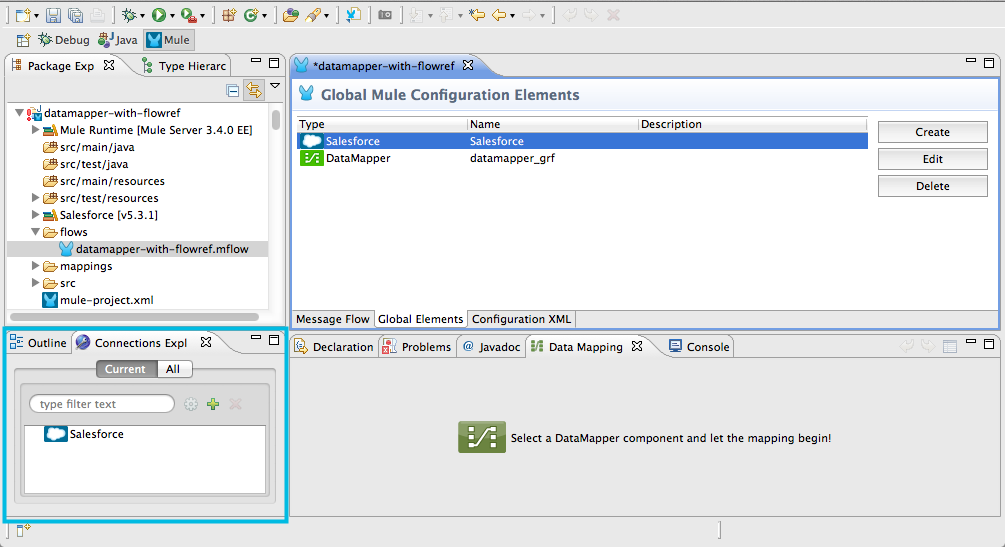 Debug Java Mule
Package Exp Type Hierarc
datamapper-with-flowref
Mule Runtime [Mule Server 3.4.0 EE]
src/main/java
src/test/java
src/main/resources
src/test/resources
Salesforce [v5.3.1]
flows
datamapper-with-flowref.mflow
mappings
src
mule-project.xml
*datamapper-with-flowref
Global Mule Configuration Elements
Type Name Description
Salesforce Salesforce
DataMapper datamapper_grf
Create
Edit
Delete
Message Flow Global Elements Configuration XML
Outline Connections Expl
Current All
type filter text
Salesforce
Declaration Problems @ Javadoc Data Mapping Console
Select a DataMapper component and let the mapping begin!